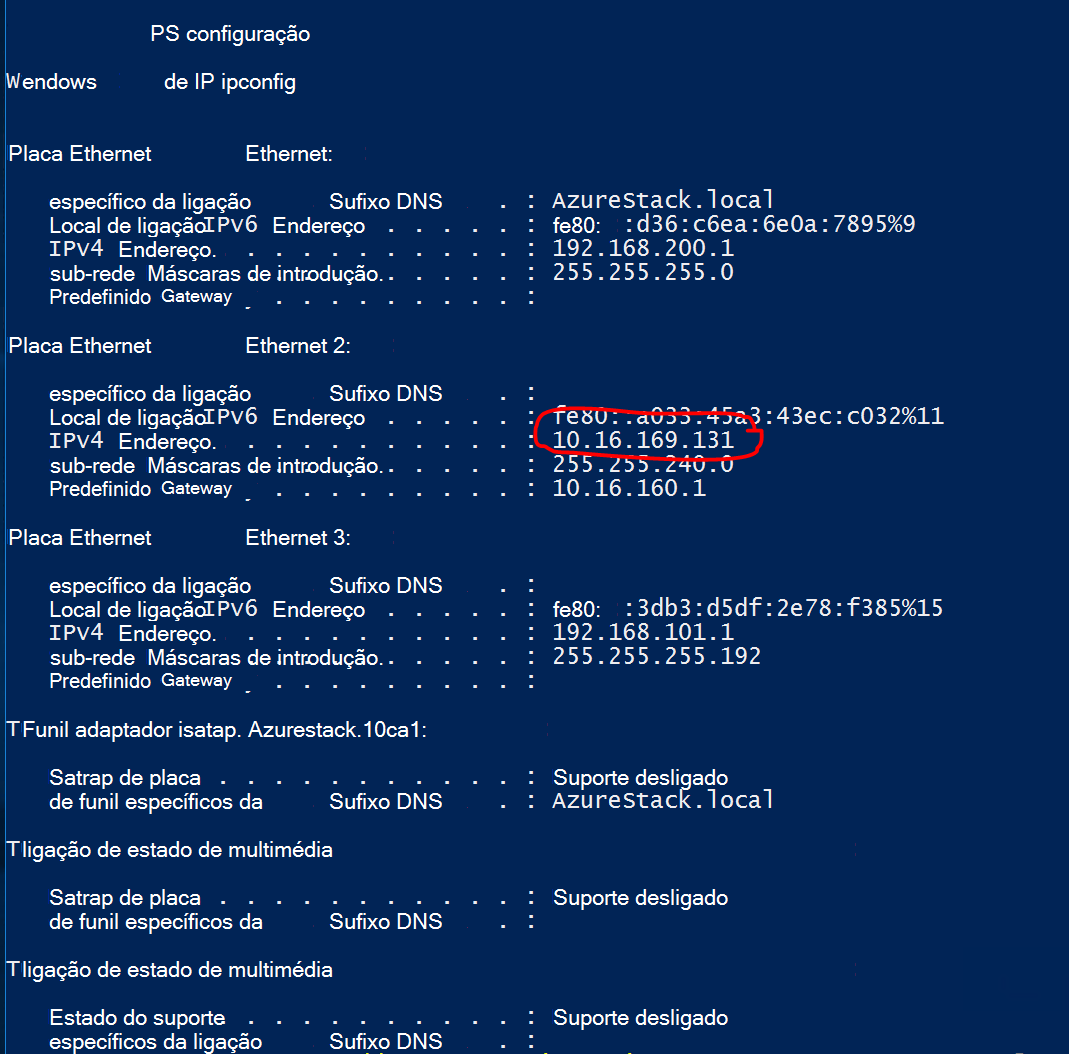 PS configuração
Wendows de IP ipconfig
Placa Ethernet Ethernet:
específico da ligação Sufixo DNS . : AzureStack.local
Local de ligação IPv6 Endereço . . . . . : fe80: :d36:c6ea:6e0a:7895%9
IPv4 Endereço. . . . . . . . . . . : 192.168.200.1
sub-rede Máscaras de introdução. . . . . . : 255.255.255.0
Predefinido Gateway . . . . . . . . . . :
Placa Ethernet Ethernet 2:
específico da ligação Sufixo DNS . :
Local de ligação IPv6 Endereço . . . . . : fe80::a033:45a3:43ec:c032%11
IPv4 Endereço. . . . . . . . . . . : 10.16.169.131
sub-rede Máscaras de introdução. . . . . . : 255.255.240.0
Predefinido Gateway . . . . . . . . . . : 10.16.160.1
Placa Ethernet Ethernet 3:
específico da ligação Sufixo DNS . :
Local de ligação IPv6 Endereço . . . . . : fe80: :3db3:d5df:2e78:f385%15
IPv4 Endereço. . . . . . . . . . . : 192.168.101.1
sub-rede Máscaras de introdução. . . . . . : 255.255.255.192
Predefinido Gateway . . . . . . . . . . :
TFunil adaptador isatap. Azurestack.10ca1:
Satrap de placa . . . . . . . . . . . : Suporte desligado
de funil específicos da Sufixo DNS . : AzureStack.local
Tligação de estado de multimédia
Satrap de placa . . . . . . . . . . . : Suporte desligado
de funil específicos da Sufixo DNS . :
Tligação de estado de multimédia
Estado do suporte . . . . . . . . . . : Suporte desligado
específicos da ligação Sufixo DNS . :